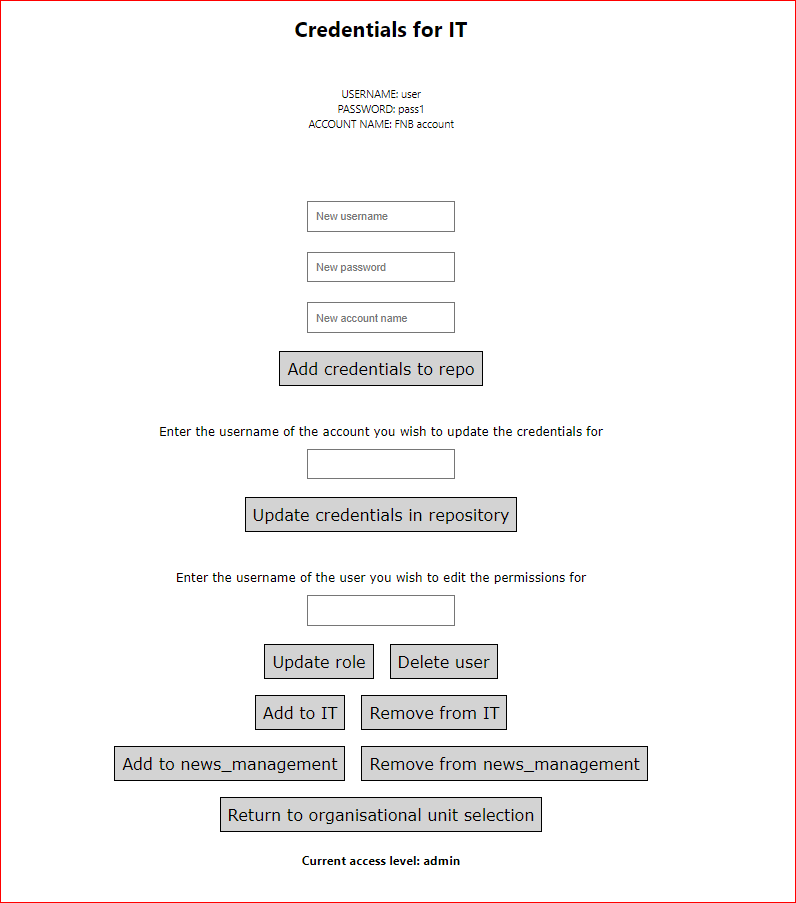 Credentials for IT
USERNAME: user
PASSWORD: pass1
ACCOUNT NAME: FNB account
New username
New password
New account name
Add credentials to repo
Enter the username of the account you wish to update the credentials for
Update credentials in repository
Enter the username of the user you wish to edit the permissions for
Update role Delete user
Add to IT Remove from IT
Add to news_management Remove from news_management
Return to organisational unit selection
Current access level: admin